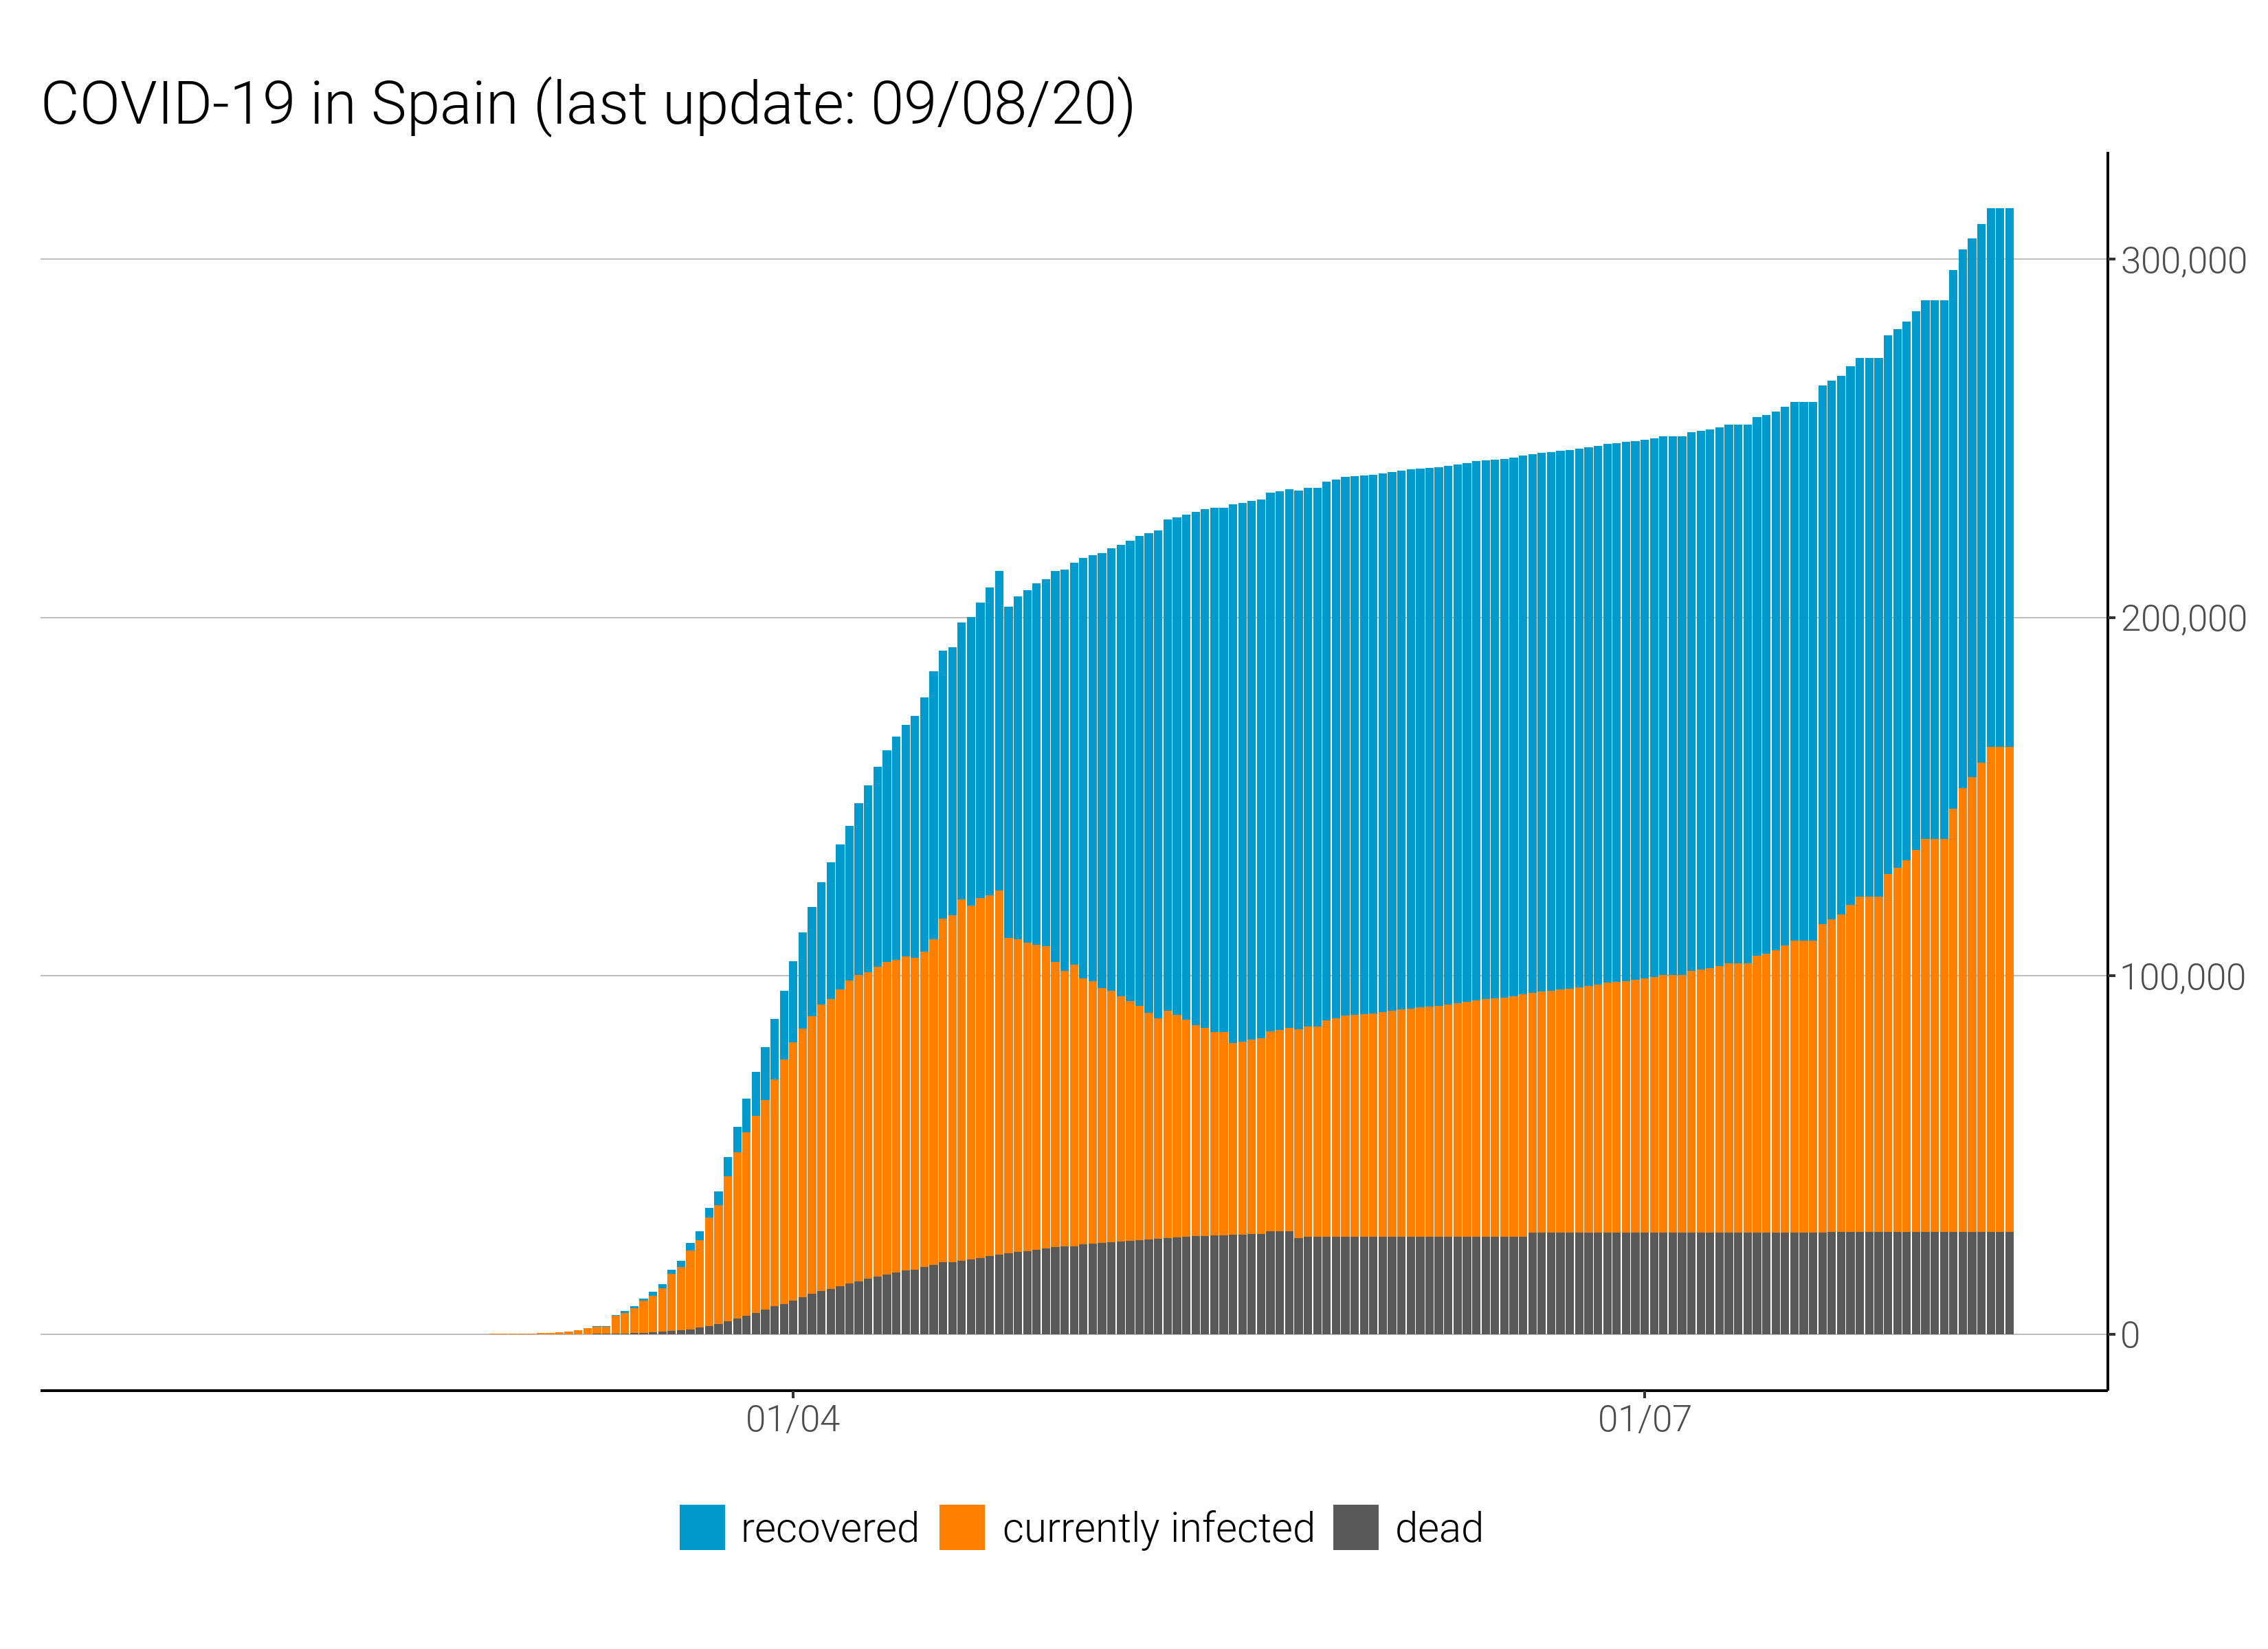 COVID-19 in Spain (last update: 09/08/20)
300,000
200,000
100,000
0
01/04 01/07
recovered currently infected dead